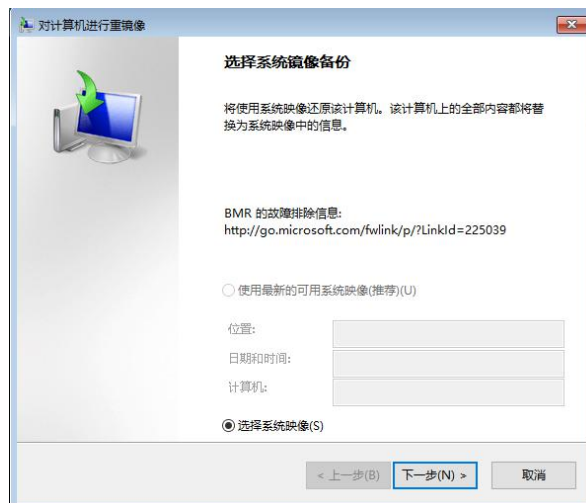 对计算机进行重镜像
选择系统镜像备份
将使用系统映像还原该计算机。该计算机上的全部内容都将替
换为系统映像中的信息。
BMR 的故障排除信息:
http://go.microsoft.com/fwlink/p/?LinkId=225039
使用最新的可用系统映像(推荐)(U)
位置:
日期和时间:
计算机:
选择系统映像(S)
< 上一步(B) 下一步(N) > 取消